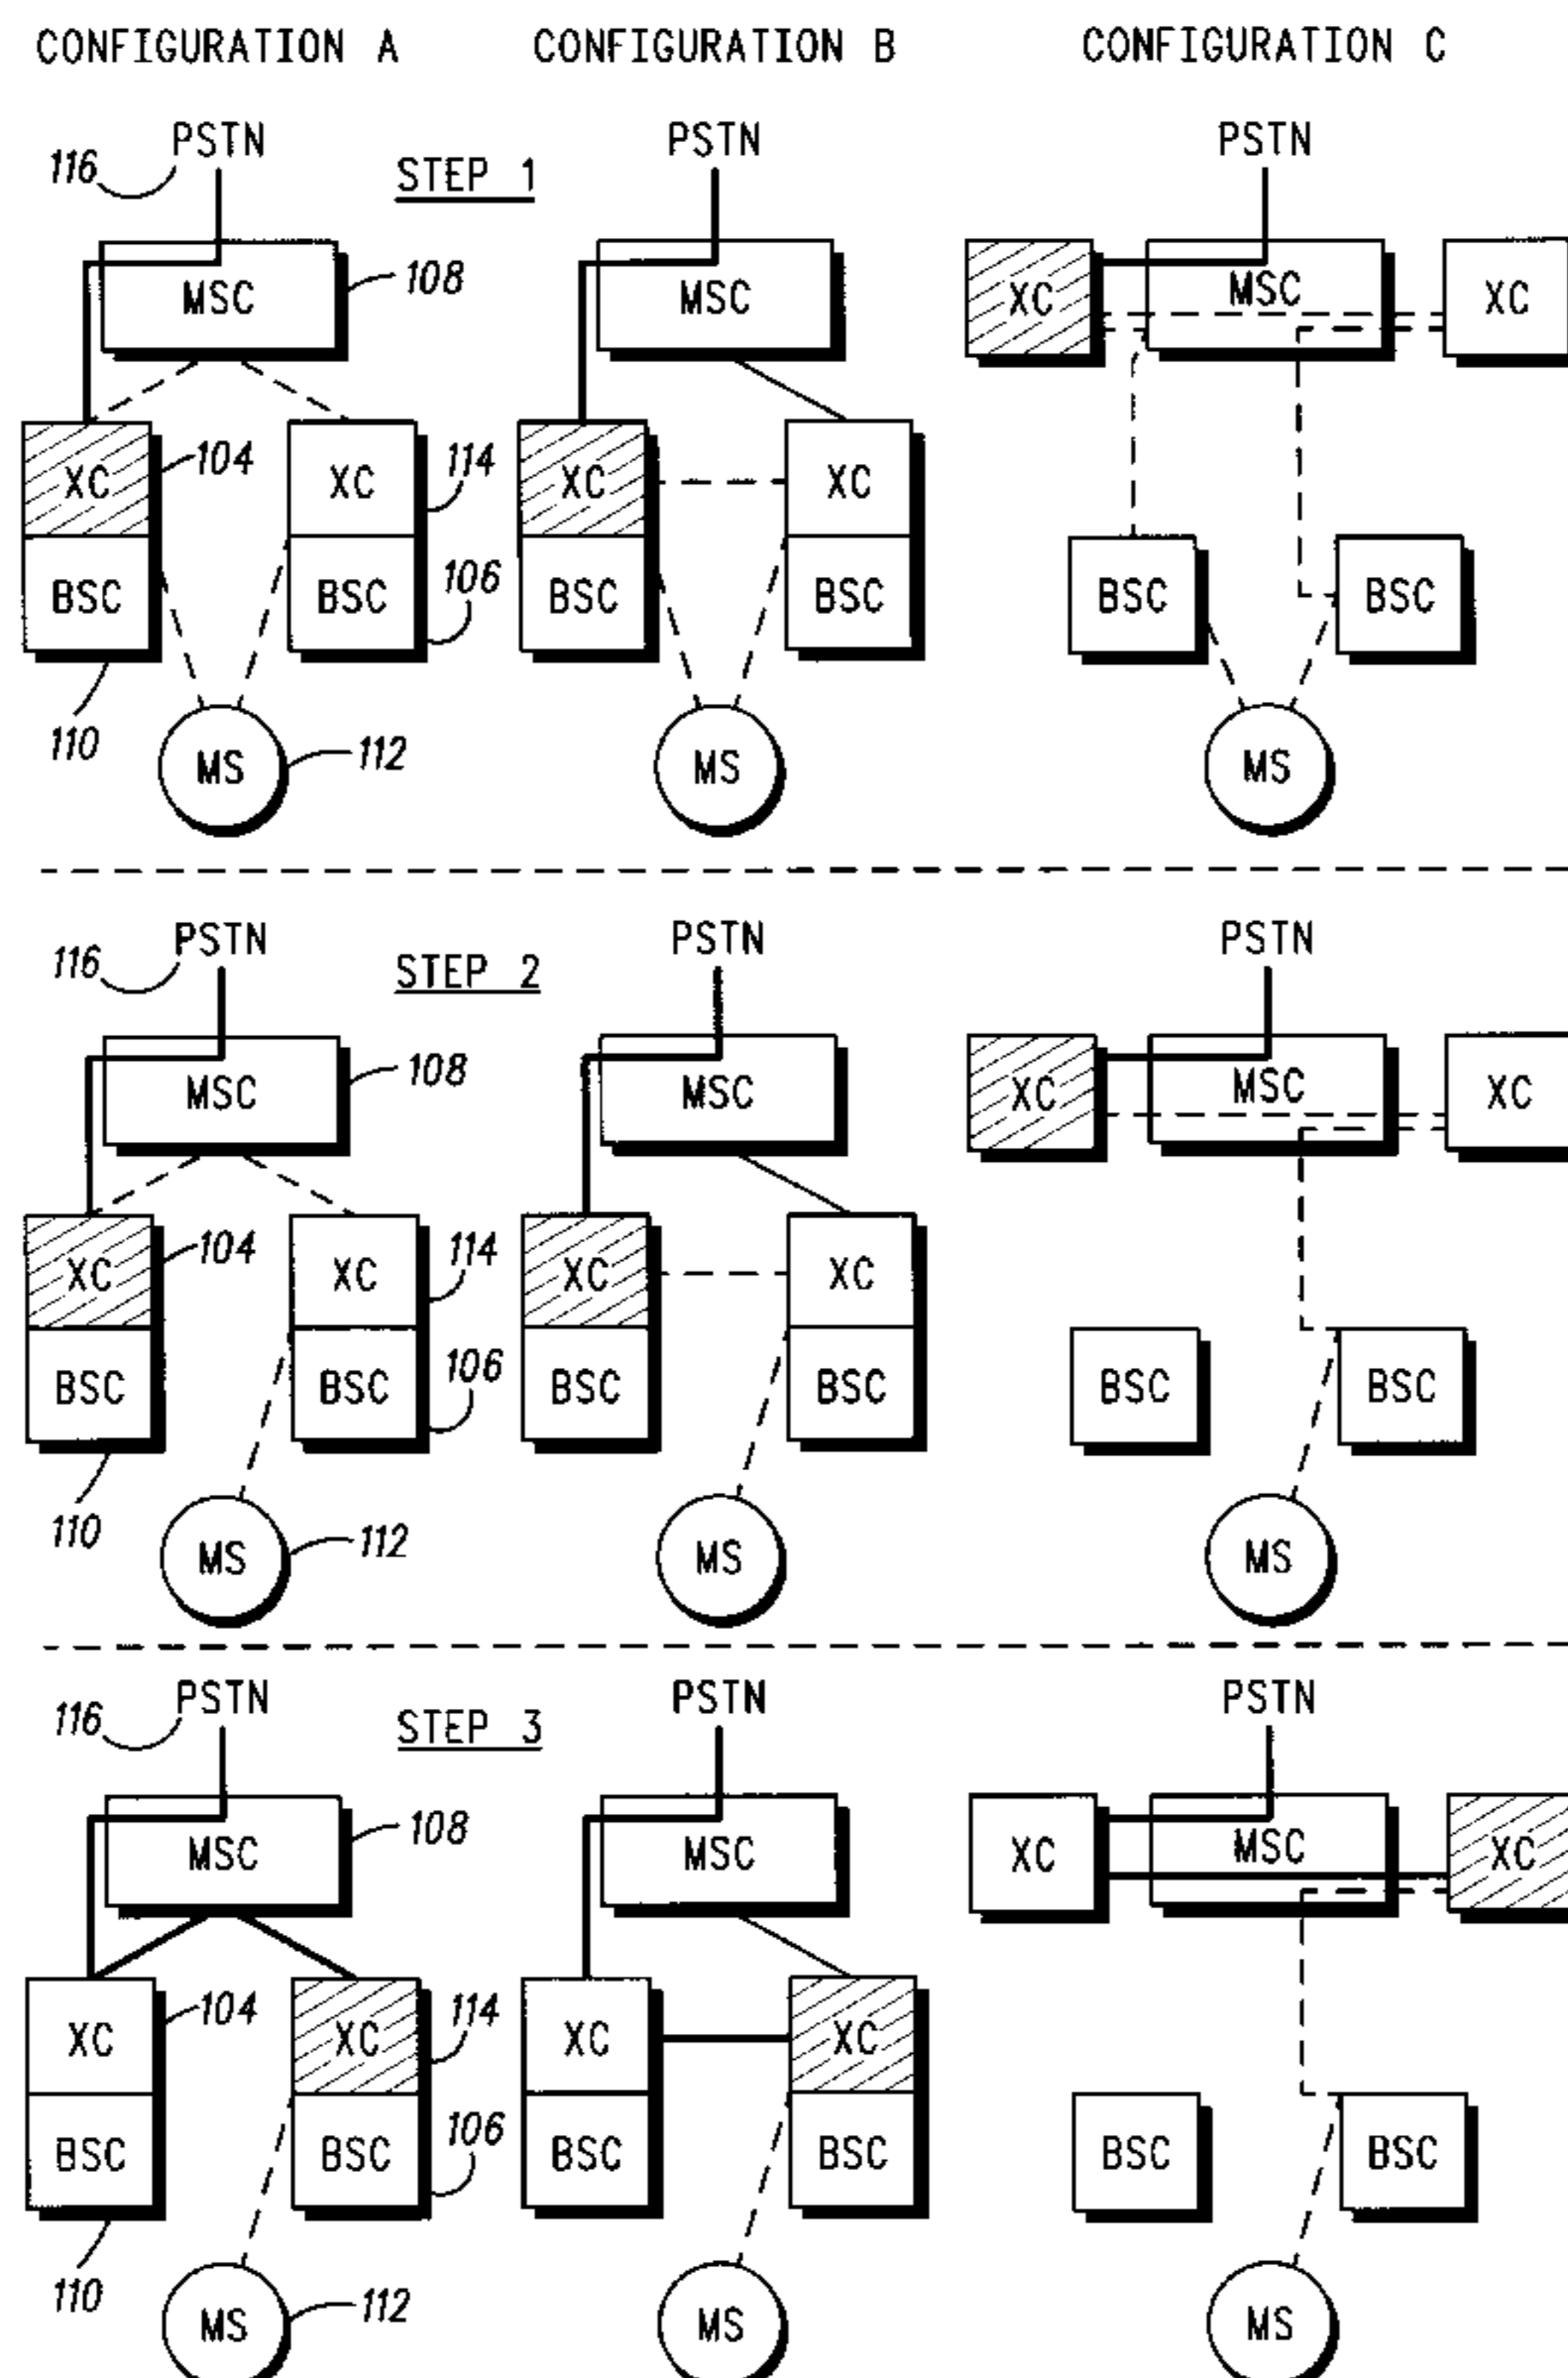 CONFIGURATION A CONFIGURATION B CONFIGURATION C
116 PSTN STEP 1 PSTN PSTN
MSC 108 MSC XC MSC XC
XC 104 XC 114 XC XC
BSC BSC 106 BSC BSC BSC BSC
110 MS 112 MS MS
116 PSTN STEP 2 PSTN PSTN
MSC 108 MSC XC MSC XC
XC 104 XC 114 XC XC
BSC BSC 106 BSC BSC BSC BSC
110 MS 112 MS MS
116 PSTN STEP 3 PSTN PSTN
MSC 108 MSC XC MSC XC
XC 104 XC 114 XC XC
BSC BSC 106 BSC BSC BSC BSC
110 MS 112 MS MS